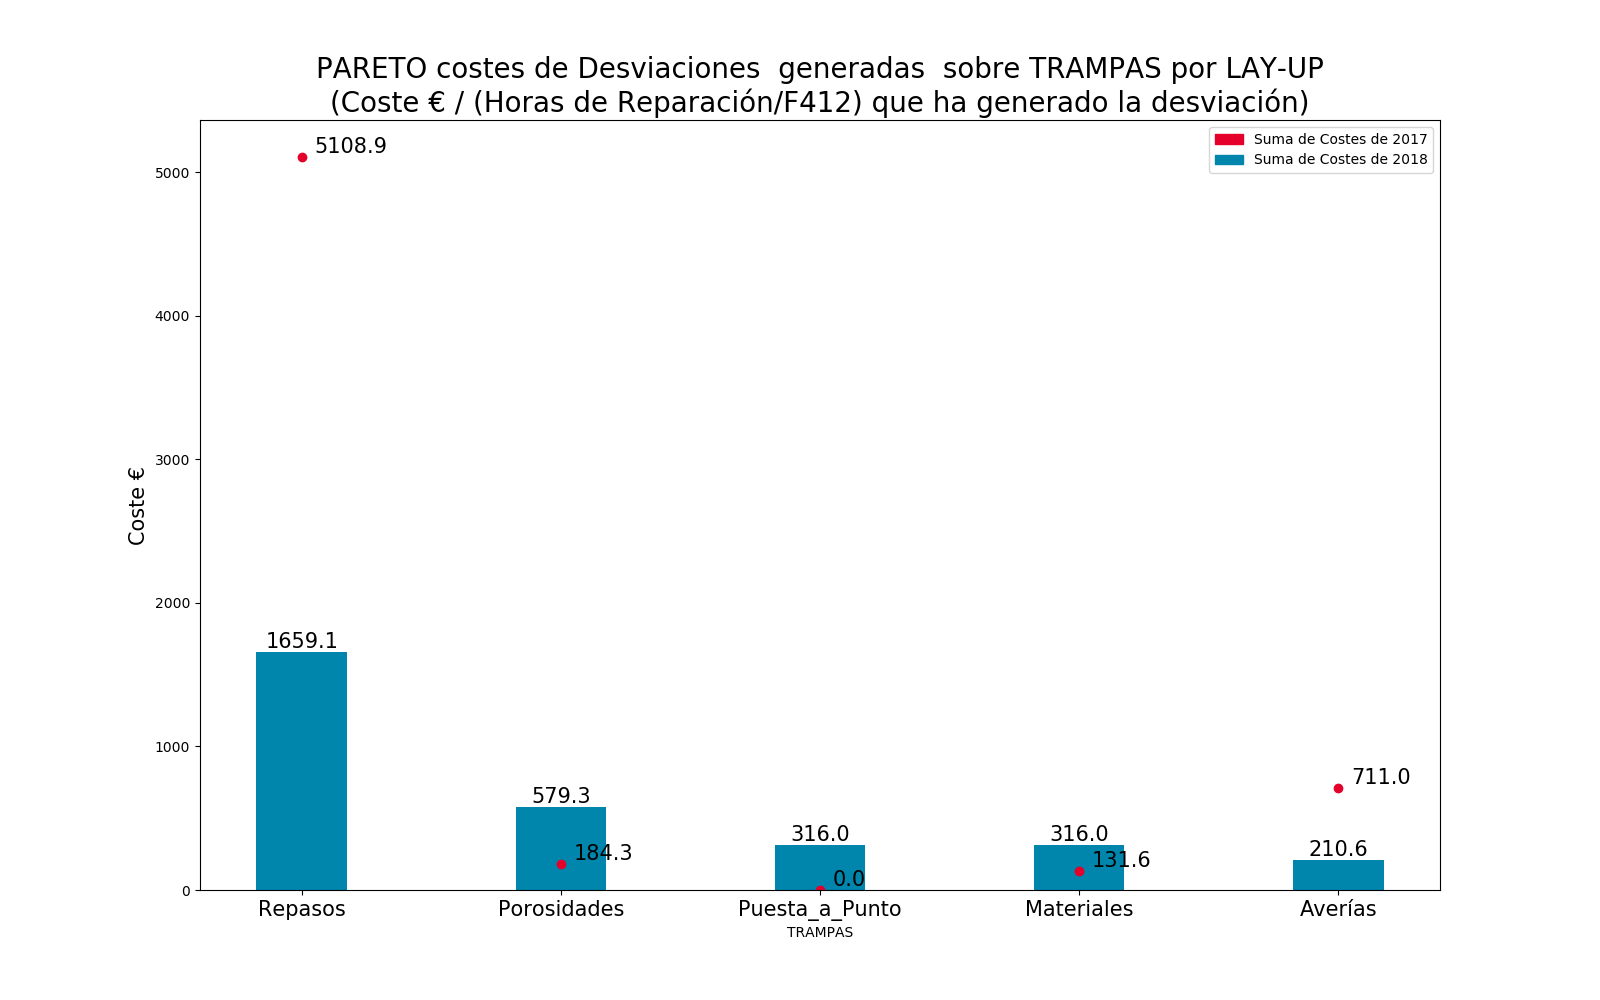 PARETO costes de Desviaciones  generadas  sobre TRAMPAS por LAY-UP
(Coste € / (Horas de Reparación/F412) que ha generado la desviación)
Suma de Costes de 2017
Suma de Costes de 2018
5108.9
5000
4000
3000
2000
1000
0
Coste €
1659.1
579.3
184.3
316.0
0.0
316.0
131.6
711.0
210.6
Repasos
Porosidades
Puesta_a_Punto
Materiales
Averías
TRAMPAS